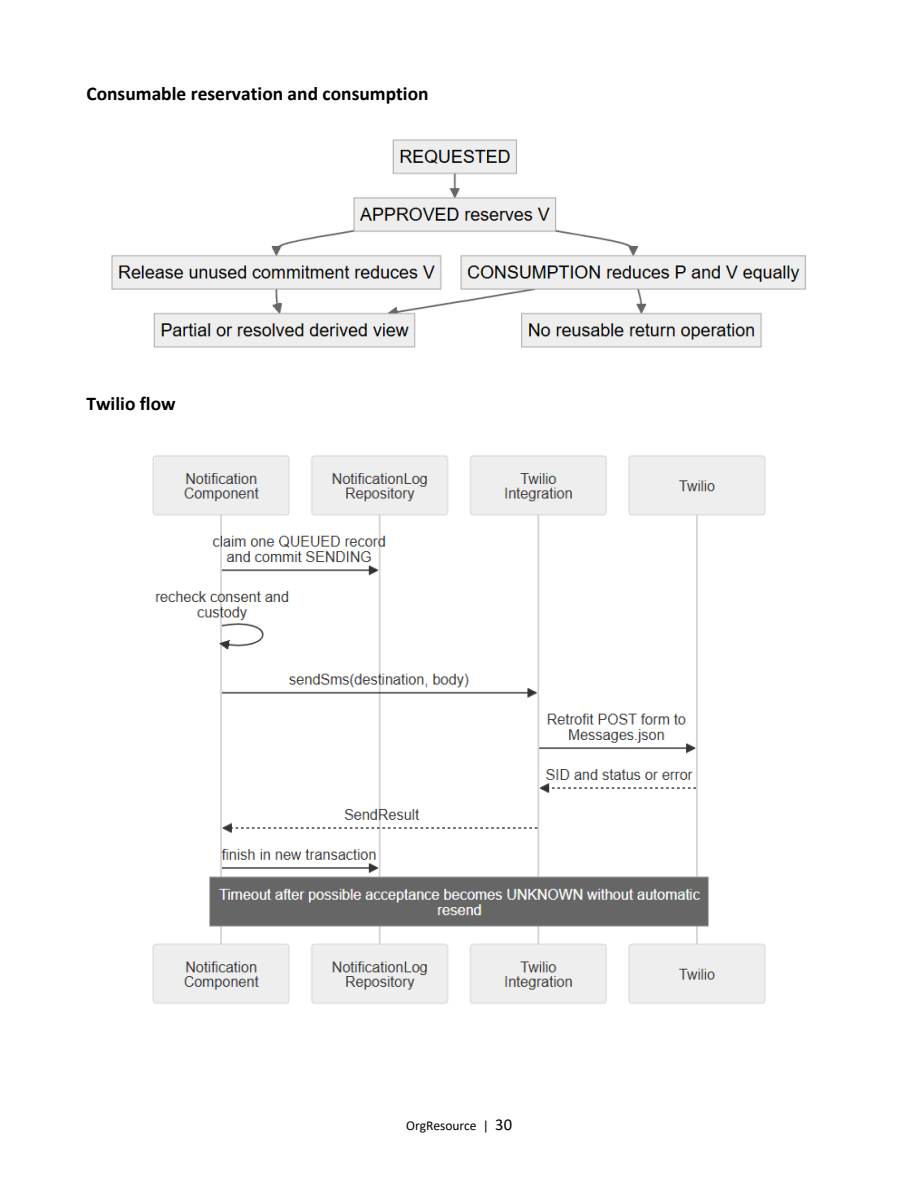 Consumable reservation and consumption
REQUESTED
APPROVED reserves V
Release unused commitment reduces V
CONSUMPTION reduces P and V equally
Partial or resolved derived view
No reusable return operation
Twilio flow
Notification
Component
NotificationLog
Repository
Twilio
Integration
Twilio
claim one QUEUED record
and commit SENDING
recheck consent and
custody
sendSms(destination, body)
Retrofit POST form to
Messages.json
SID and status or error
SendResult
finish in new transaction
Timeout after possible acceptance becomes UNKNOWN without automatic
resend
Notification
Component
NotificationLog
Repository
Twilio
Integration
Twilio
OrgResource | 30